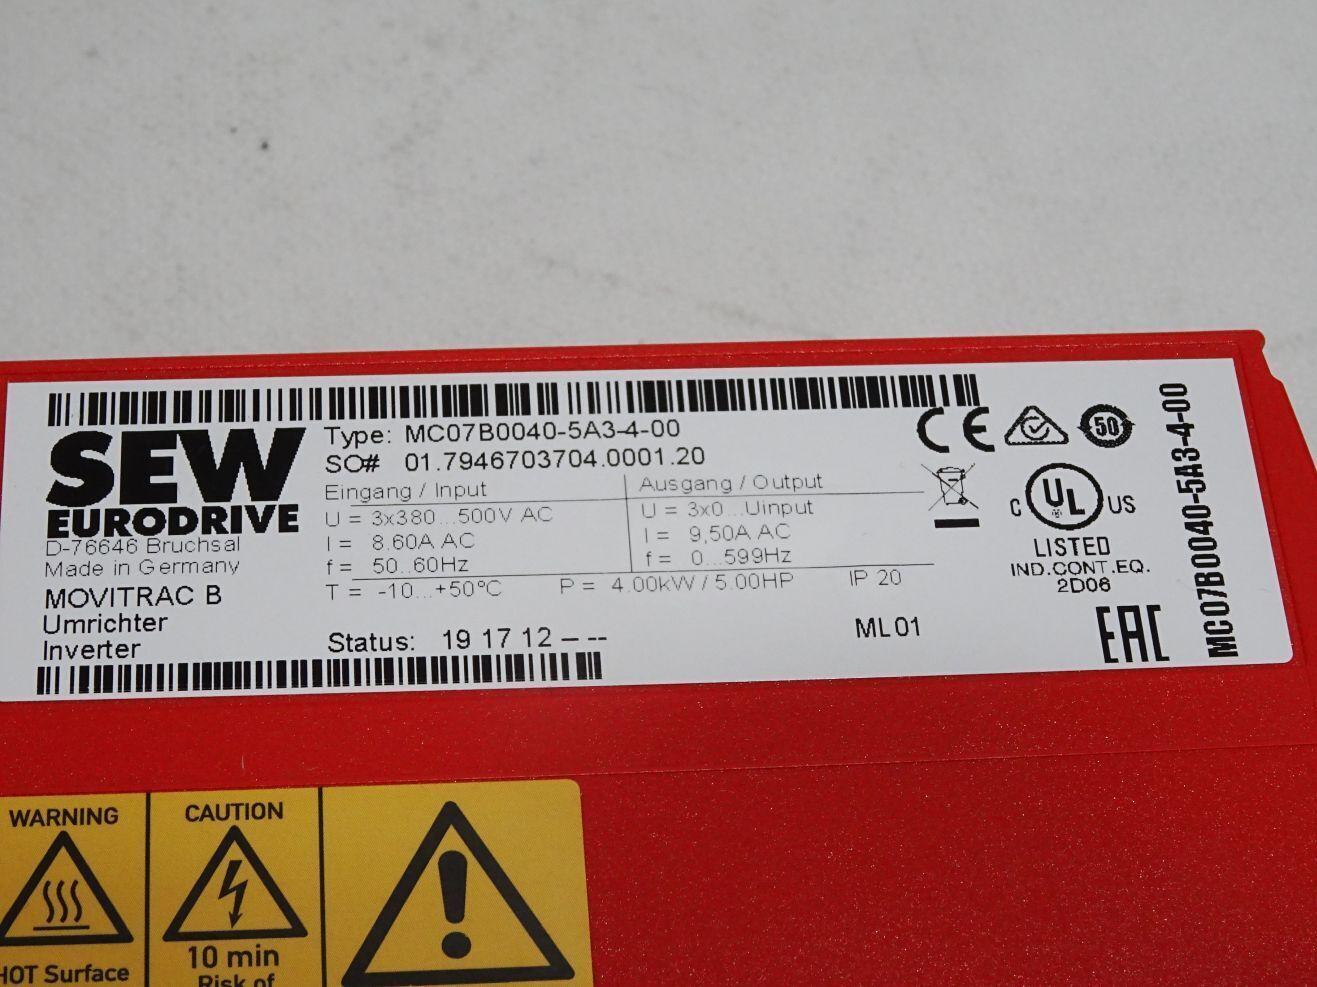 SEW
EURODRIVE
D-76646 Bruchsal
Made in Germany
MOVITRAC B
Umrichter
Inverter
Type: MC07B0040-5A3-4-00
SO# 01.7946703704.0001.20
Eingang / Input
U = 3x380...500V AC
I = 8.60A AC
f = 50..60Hz
T = -10...+50°C
Ausgang / Output
U = 3x0...Uinput
I = 9,50A AC
f = 0...599Hz
P = 4.00kW / 5.00HP
IP 20
Status: 19 17 12 – --
ML01
CE
50
C UL US
LISTED
IND.CONT.EQ.
2D06
EAC
MC07B0040-5A3-4-00
WARNING
HOT Surface
CAUTION
10 min
Risk of